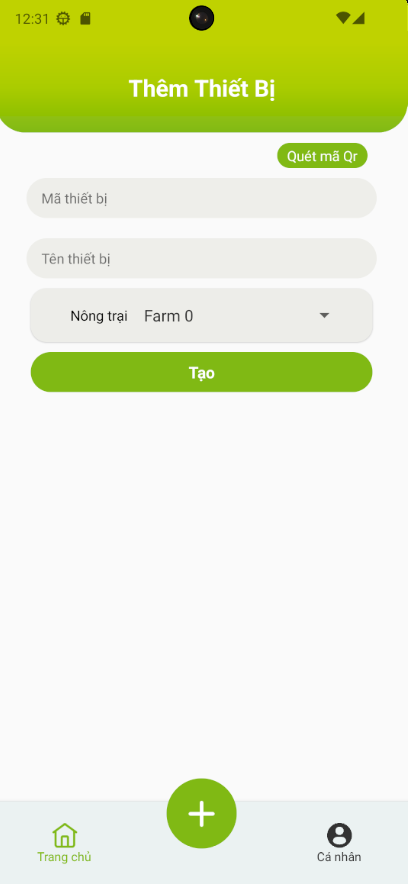 12:31
Thêm Thiết Bị
Quét mã Qr
Mã thiết bị
Tên thiết bị
Nông trại Farm 0
Tạo
Trang chủ
Cá nhân